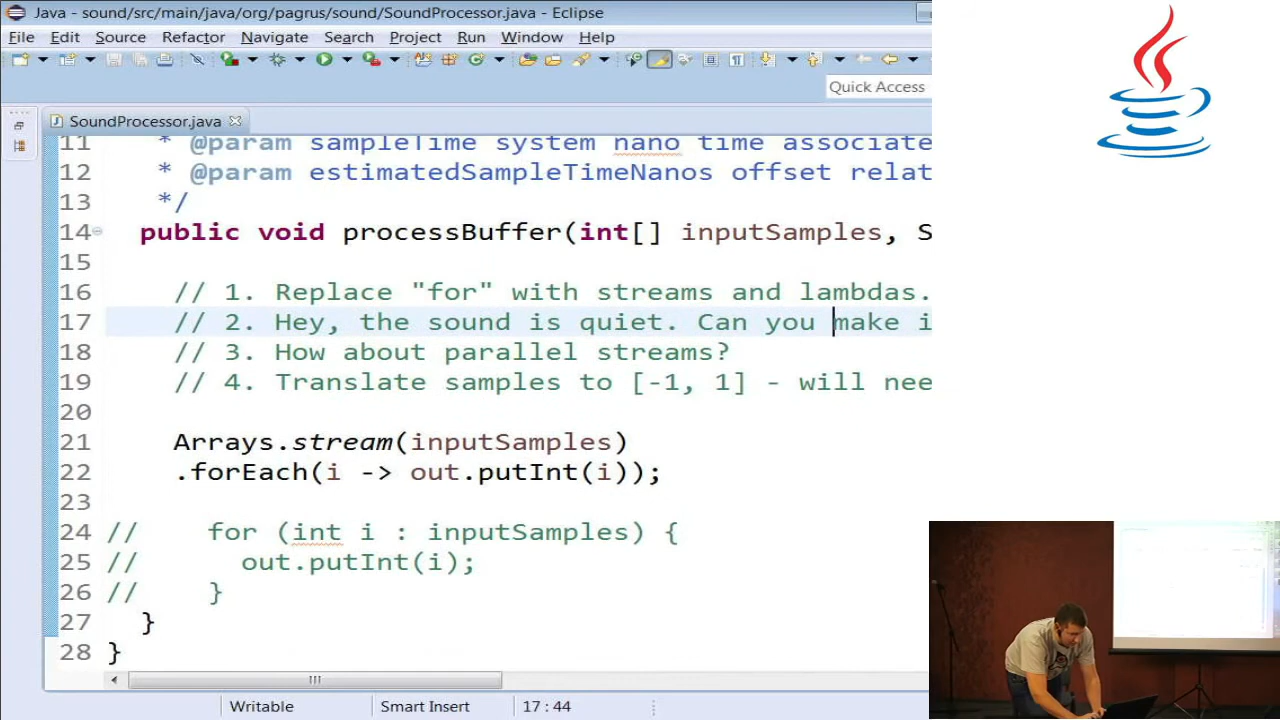 Java - sound/src/main/java/org/pagrus/sound/SoundProcessor.java - Eclipse
File Edit Source Refactor Navigate Search Project Run Window Help
Quick Access
SoundProcessor.java
11 * @param sampleTime system nano time associate
12 * @param estimatedSampleTimeNanos offset relat
13 */
14 public void processBuffer(int[] inputSamples, S
15
16 // 1. Replace "for" with streams and lambdas.
17 // 2. Hey, the sound is quiet. Can you make i
18 // 3. How about parallel streams?
19 // 4. Translate samples to [-1, 1] - will nee
20
21 Arrays.stream(inputSamples)
22 .forEach(i -> out.putInt(i));
23
24 // for (int i : inputSamples) {
25 // out.putInt(i);
26 // }
27 }
28 }
Writable Smart Insert 17 : 44